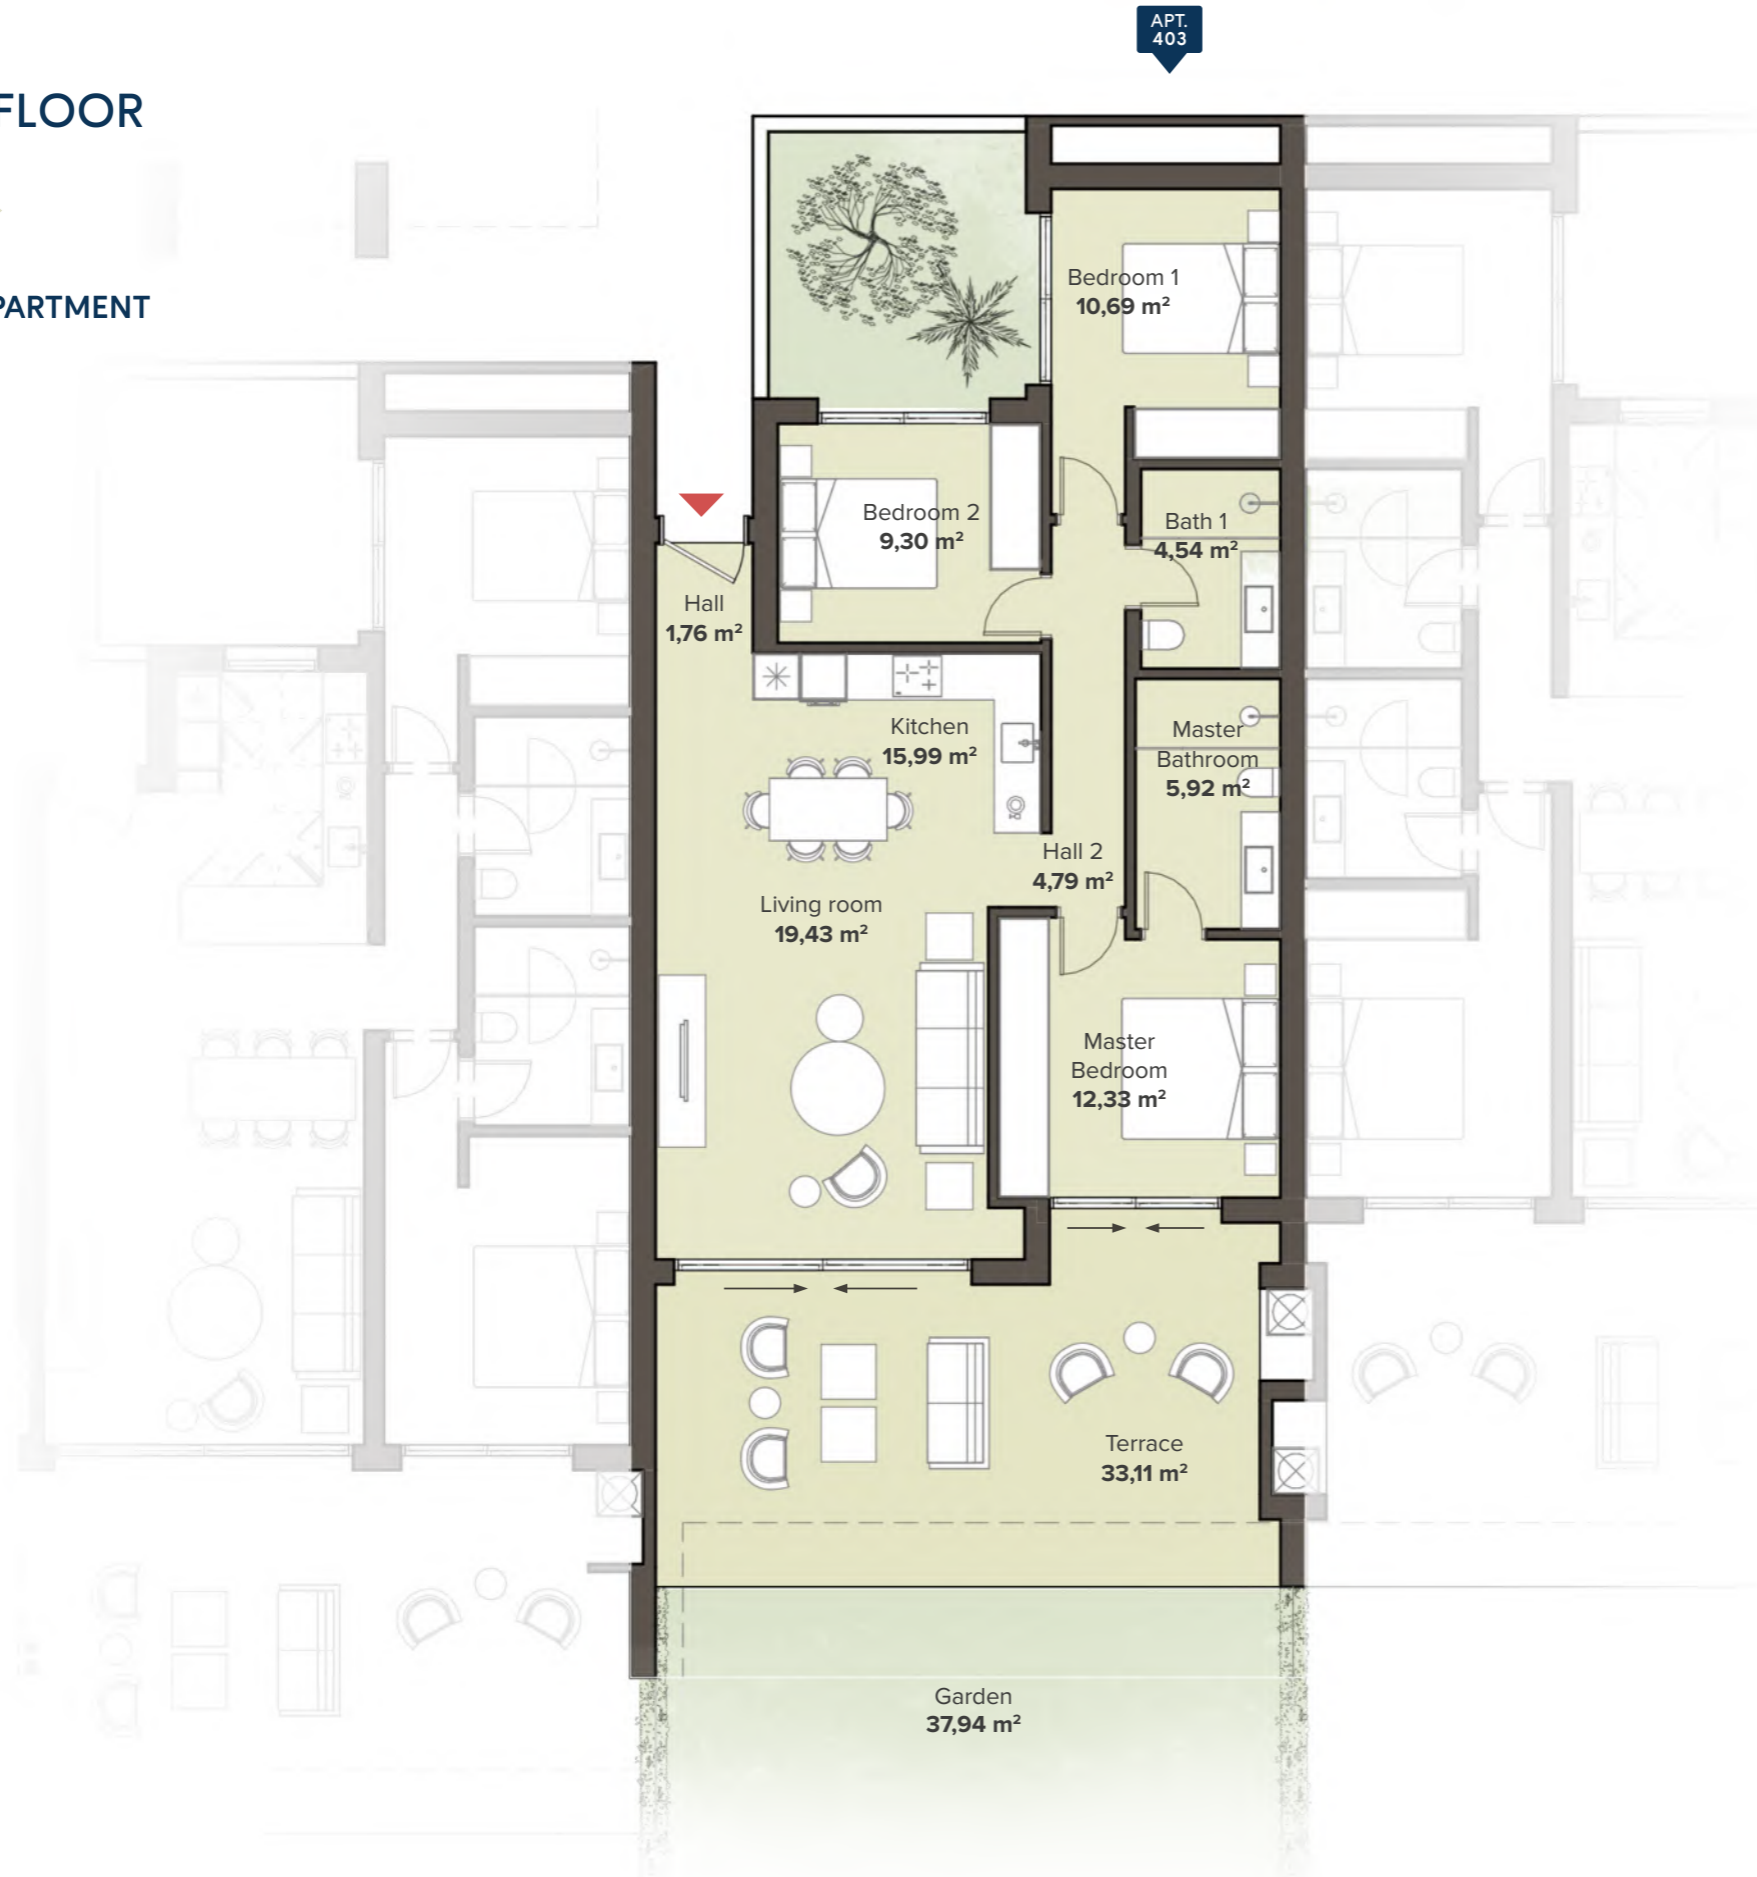 APT.
403
FLOOR
PARTMENT
Bedroom 1
10,69 m²
Bedroom 2
9,30 m²
Bath 1
4,54 m²
Hall
1,76 m²
Kitchen
15,99 m²
Master
Bathroom
5,92 m²
Hall 2
4,79 m²
Living room
19,43 m²
Master
Bedroom
12,33 m²
Terrace
33,11 m²
Garden
37,94 m²